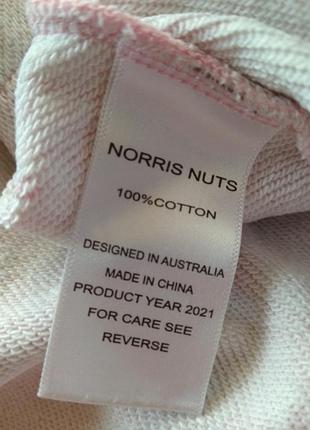 NORRIS NUTS
100%COTTON
DESIGNED IN AUSTRALIA
MADE IN CHINA
PRODUCT YEAR 2021
FOR CARE SEE
REVERSE